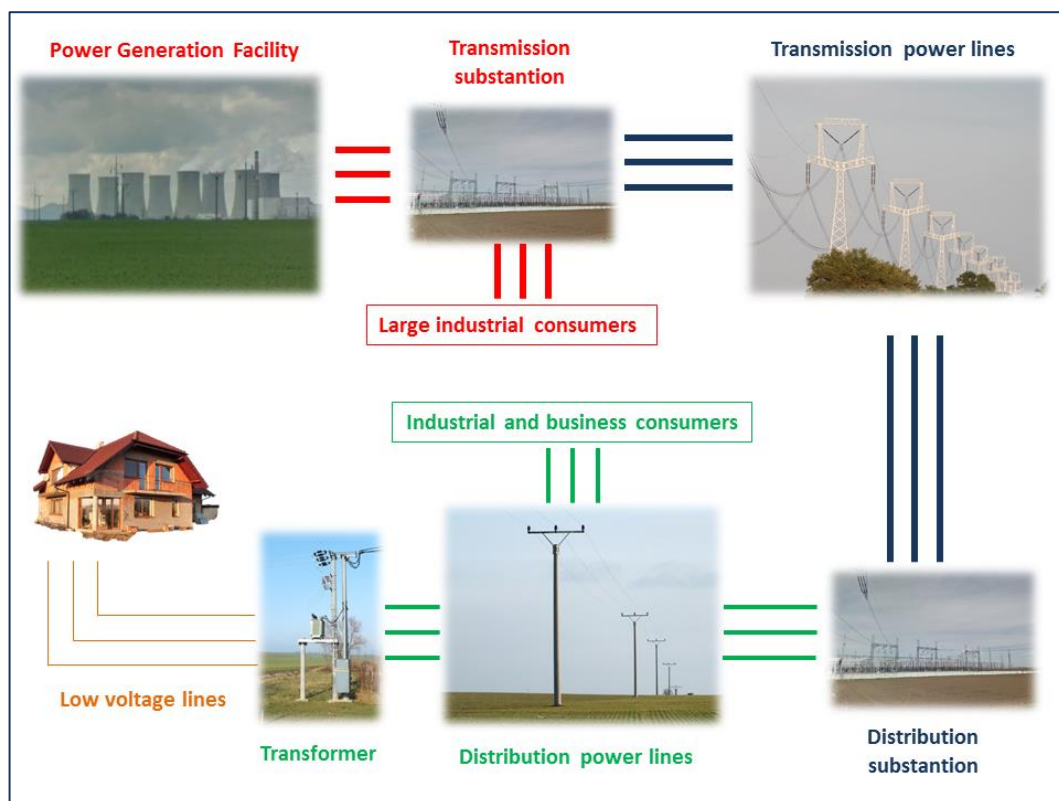 Power Generation Facility
Transmission
substantion
Transmission power lines
Large industrial consumers
Industrial and business consumers
Low voltage lines
Transformer
Distribution power lines
Distribution
substantion